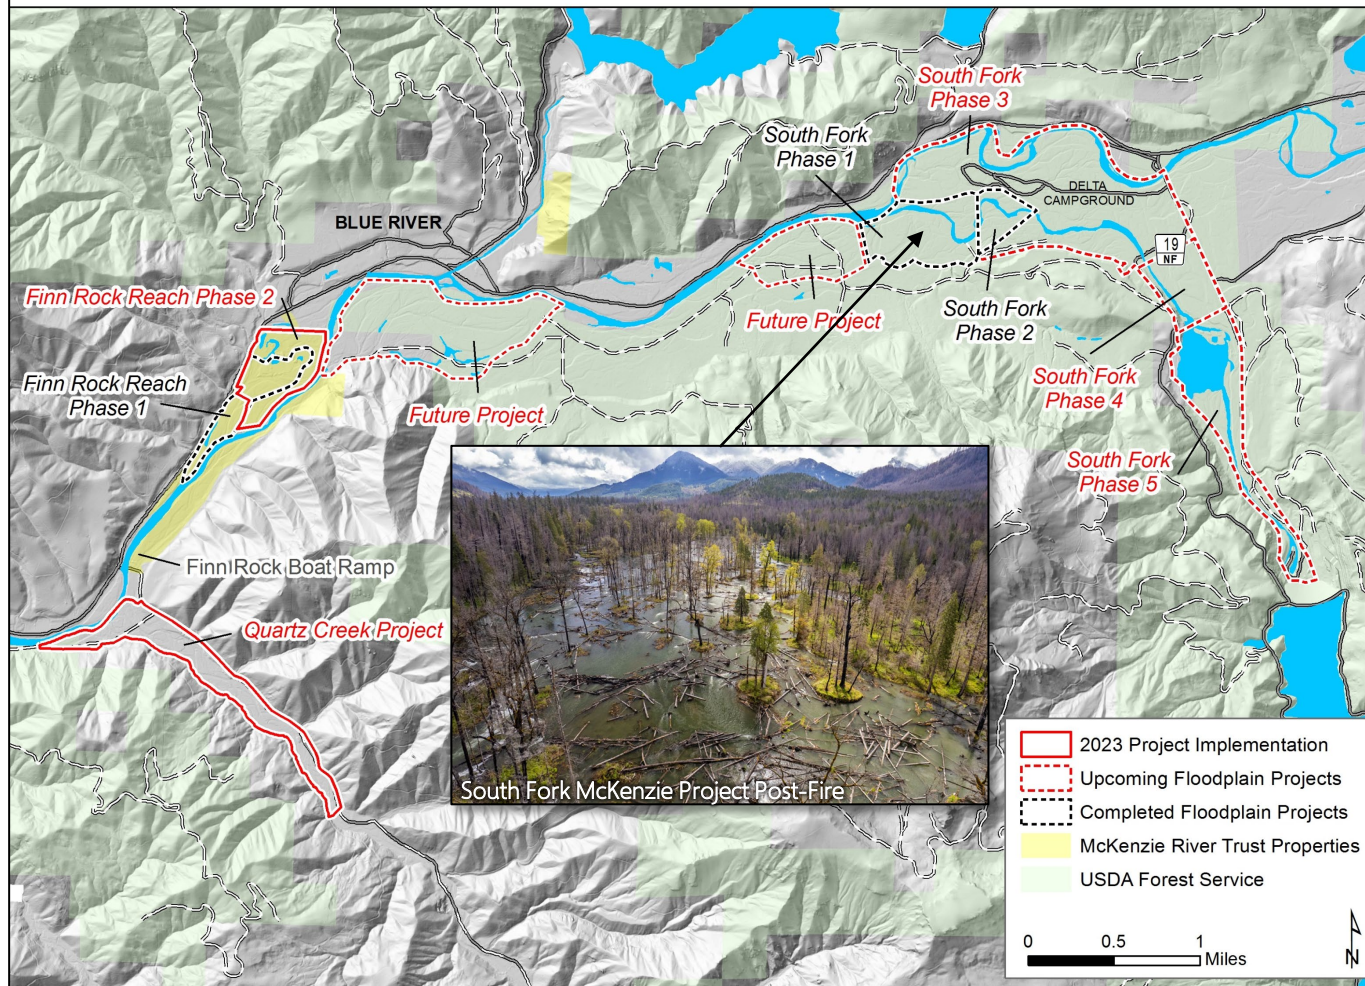 South Fork
Phase 3
South Fork
Phase 1
DELTA
CAMPGROUND
BLUE RIVER
19
NF
Finn Rock Reach Phase 2
South Fork
Phase 2
Future Project
Finn Rock Reach
Phase 1
South Fork
Phase 4
Future Project
South Fork
Phase 5
Finn Rock Boat Ramp
Quartz Creek Project
South Fork McKenzie Project Post-Fire
2023 Project Implementation
Upcoming Floodplain Projects
Completed Floodplain Projects
McKenzie River Trust Properties
USDA Forest Service
0 0.5 1
Miles
N